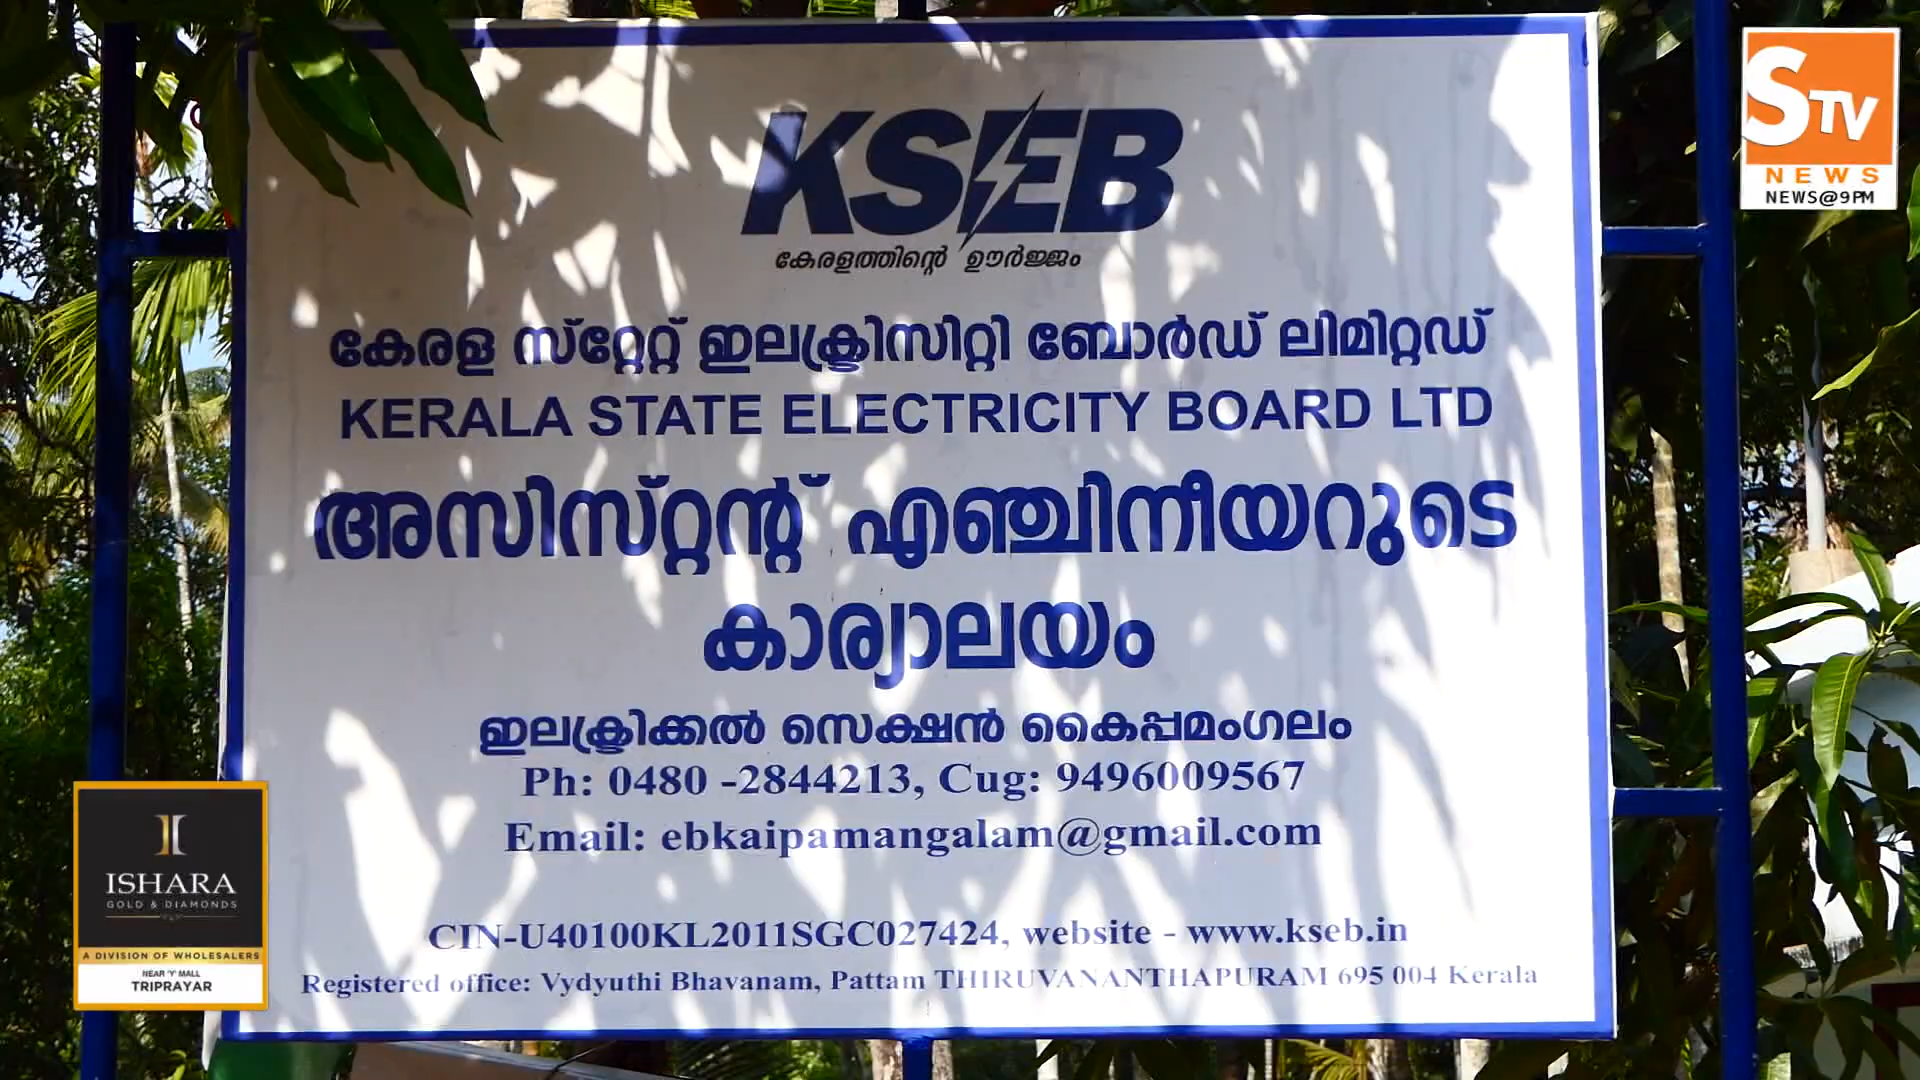 KSEB
കേരളത്തിന്റെ ഊർജ്ജം
കേരള സ്റ്റേറ്റ് ഇലക്ട്രിസിറ്റി ബോർഡ് ലിമിറ്റഡ്
KERALA STATE ELECTRICITY BOARD LTD
അസിസ്റ്റന്റ് എഞ്ചിനീയറുടെ
കാര്യാലയം
ഇലക്ട്രിക്കൽ സെക്ഷൻ കൈപ്പമംഗലം
Ph: 0480 -2844213, Cug: 9496009567
Email: ebkaipamangalam@gmail.com
CIN-U40100KL2011SGC027424, website - www.kseb.in
Registered office: Vydyuthi Bhavanam, Pattam THIRUVANANTHAPURAM 695 004 Kerala
STV
NEWS
NEWS@9PM
ISHARA
GOLD & DIAMONDS
A DIVISION OF WHOLESALERS
NEAR 'Y' MALL
TRIPRAYAR